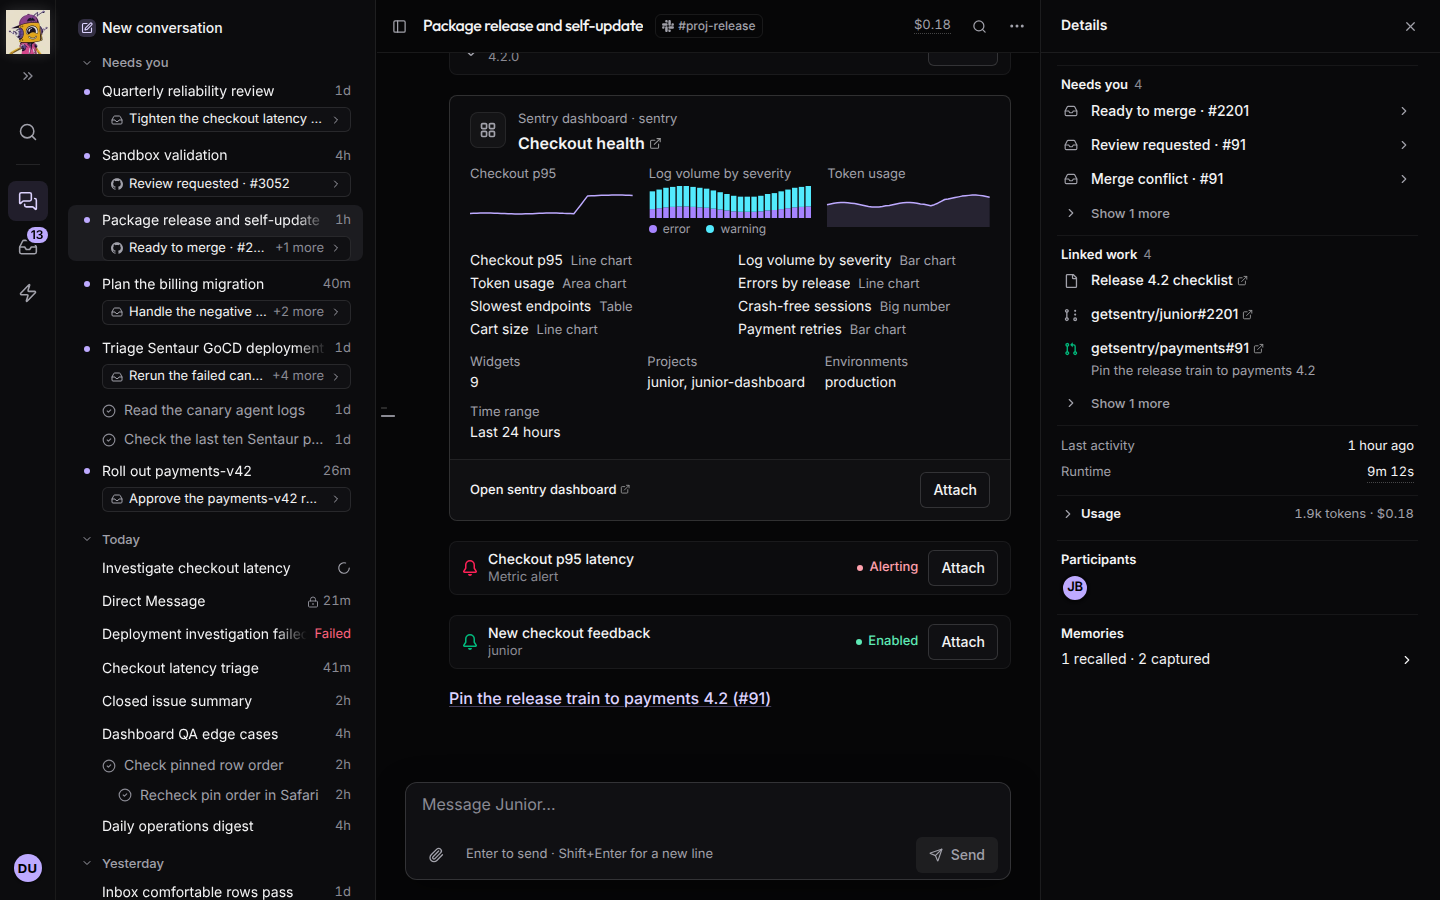 New conversation
Needs you
Quarterly reliability review 1d
Tighten the checkout latency ...
Sandbox validation 4h
Review requested · #3052
Package release and self-update 1h
Ready to merge · #2... +1 more
Plan the billing migration 40m
Handle the negative ... +2 more
Triage Sentaur GoCD deployment 1d
Rerun the failed can... +4 more
Read the canary agent logs 1d
Check the last ten Sentaur p... 1d
Roll out payments-v42 26m
Approve the payments-v42 r...
Today
Investigate checkout latency
Direct Message 21m
Deployment investigation failed Failed
Checkout latency triage 41m
Closed issue summary 2h
Dashboard QA edge cases 4h
Check pinned row order 2h
Recheck pin order in Safari 2h
Daily operations digest 4h
Yesterday
Inbox comfortable rows pass 1d
13
DU
Package release and self-update #proj-release $0.18
4.2.0
Sentry dashboard · sentry
Checkout health
Checkout p95 Log volume by severity Token usage
error warning
Checkout p95 Line chart Log volume by severity Bar chart
Token usage Area chart Errors by release Line chart
Slowest endpoints Table Crash-free sessions Big number
Cart size Line chart Payment retries Bar chart
Widgets Projects Environments
9 junior, junior-dashboard production
Time range
Last 24 hours
Open sentry dashboard Attach
Checkout p95 latency
Metric alert
Alerting Attach
New checkout feedback
junior
Enabled Attach
Pin the release train to payments 4.2 (#91)
Message Junior...
Enter to send · Shift+Enter for a new line Send
Details
Needs you 4
Ready to merge · #2201
Review requested · #91
Merge conflict · #91
Show 1 more
Linked work 4
Release 4.2 checklist
getsentry/junior#2201
getsentry/payments#91
Pin the release train to payments 4.2
Show 1 more
Last activity 1 hour ago
Runtime 9m 12s
Usage 1.9k tokens · $0.18
Participants
JB
Memories
1 recalled · 2 captured